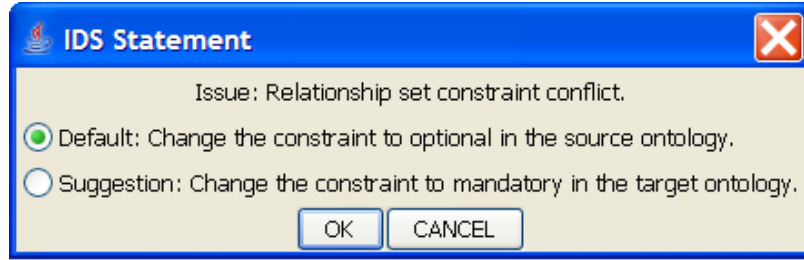 IDS Statement
Issue: Relationship set constraint conflict.
Default: Change the constraint to optional in the source ontology.
Suggestion: Change the constraint to mandatory in the target ontology.
OK CANCEL